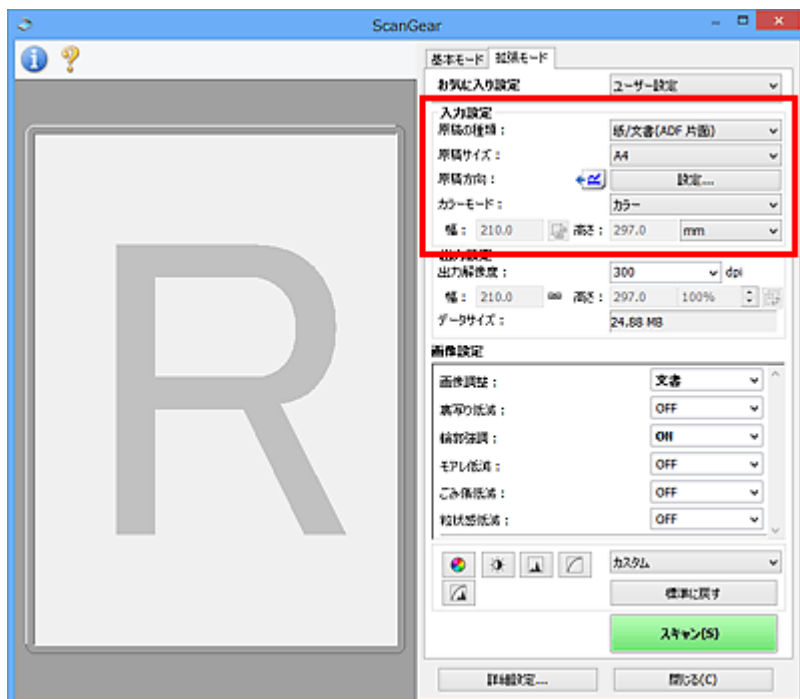 ScanGear
基本モード 拡張モード
お気に入り設定 ユーザー設定
入力設定
原稿の種類： 紙/文書(ADF 片面)
原稿サイズ： A4
原稿方向： 設定...
カラーモード： カラー
幅： 210.0 高さ： 297.0 mm
出力設定
出力解像度： 300 dpi
幅： 210.0 高さ： 297.0 100%
データサイズ： 24.88 MB
画像設定
画像調整： 文書
裏写り低減： OFF
輪郭強調： ON
モアレ低減： OFF
ごみ傷低減： OFF
粒状感低減： OFF
カスタム
標準に戻す
スキャン(S)
詳細設定... 閉じる(C)
R